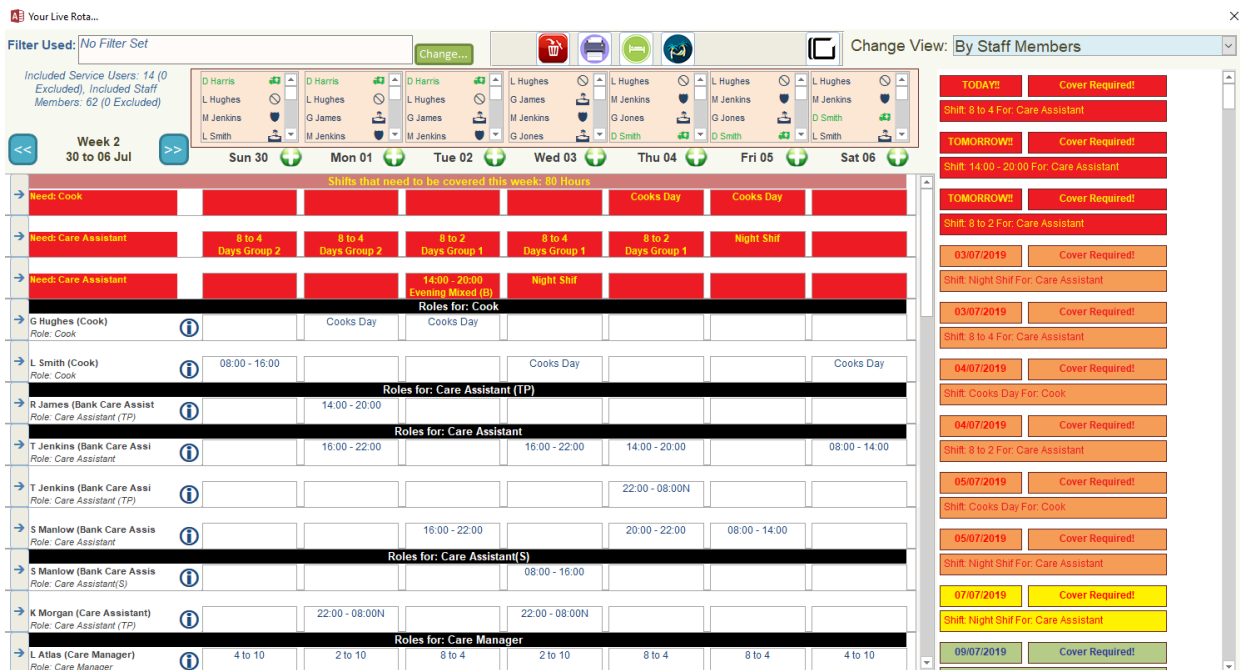 Your Live Rota...
Filter Used: No Filter Set
Change...
Change View: By Staff Members
Included Service Users: 14 (0
Excluded), Included Staff
Members: 62 (0 Excluded)
<< Week 2 >>
30 to 06 Jul
D Harris D Harris D Harris L Hughes L Hughes L Hughes L Hughes
L Hughes L Hughes L Hughes G James M Jenkins M Jenkins M Jenkins
M Jenkins G James G James M Jenkins G Jones G Jones D Smith
L Smith M Jenkins M Jenkins G Jones D Smith D Smith L Smith
Sun 30 Mon 01 Tue 02 Wed 03 Thu 04 Fri 05 Sat 06
Shifts that need to be covered this week: 80 Hours
Need: Cook Cooks Day Cooks Day
Need: Care Assistant 8 to 4 8 to 4 8 to 2 8 to 4 8 to 2 Night Shif
Days Group 2 Days Group 2 Days Group 1 Days Group 1 Days Group 1
Need: Care Assistant 14:00 - 20:00 Night Shif
Evening Mixed (B)
Roles for: Cook
G Hughes (Cook) Cooks Day Cooks Day
Role: Cook
L Smith (Cook) 08:00 - 16:00 Cooks Day Cooks Day
Role: Cook
Roles for: Care Assistant (TP)
R James (Bank Care Assist 14:00 - 20:00
Role: Care Assistant (TP)
Roles for: Care Assistant
T Jenkins (Bank Care Assi 16:00 - 22:00 16:00 - 22:00 14:00 - 20:00 08:00 - 14:00
Role: Care Assistant
T Jenkins (Bank Care Assi 22:00 - 08:00N
Role: Care Assistant (TP)
S Manlow (Bank Care Assis 16:00 - 22:00 20:00 - 22:00 08:00 - 14:00
Role: Care Assistant
Roles for: Care Assistant(S)
S Manlow (Bank Care Assis 08:00 - 16:00
Role: Care Assistant(S)
K Morgan (Care Assistant) 22:00 - 08:00N 22:00 - 08:00N
Role: Care Assistant (TP)
Roles for: Care Manager
L Atlas (Care Manager) 4 to 10 2 to 10 8 to 4 2 to 10 8 to 4 8 to 4 4 to 10
Role: Care Manager
TODAY!! Cover Required!
Shift: 8 to 4 For: Care Assistant
TOMORROW!! Cover Required!
Shift: 14:00 - 20:00 For: Care Assistant
TOMORROW!! Cover Required!
Shift: 8 to 2 For: Care Assistant
03/07/2019 Cover Required!
Shift: Night Shif For: Care Assistant
03/07/2019 Cover Required!
Shift: 8 to 4 For: Care Assistant
04/07/2019 Cover Required!
Shift: Cooks Day For: Cook
04/07/2019 Cover Required!
Shift: 8 to 2 For: Care Assistant
05/07/2019 Cover Required!
Shift: Cooks Day For: Cook
05/07/2019 Cover Required!
Shift: Night Shif For: Care Assistant
07/07/2019 Cover Required!
Shift: Night Shif For: Care Assistant
09/07/2019 Cover Required!